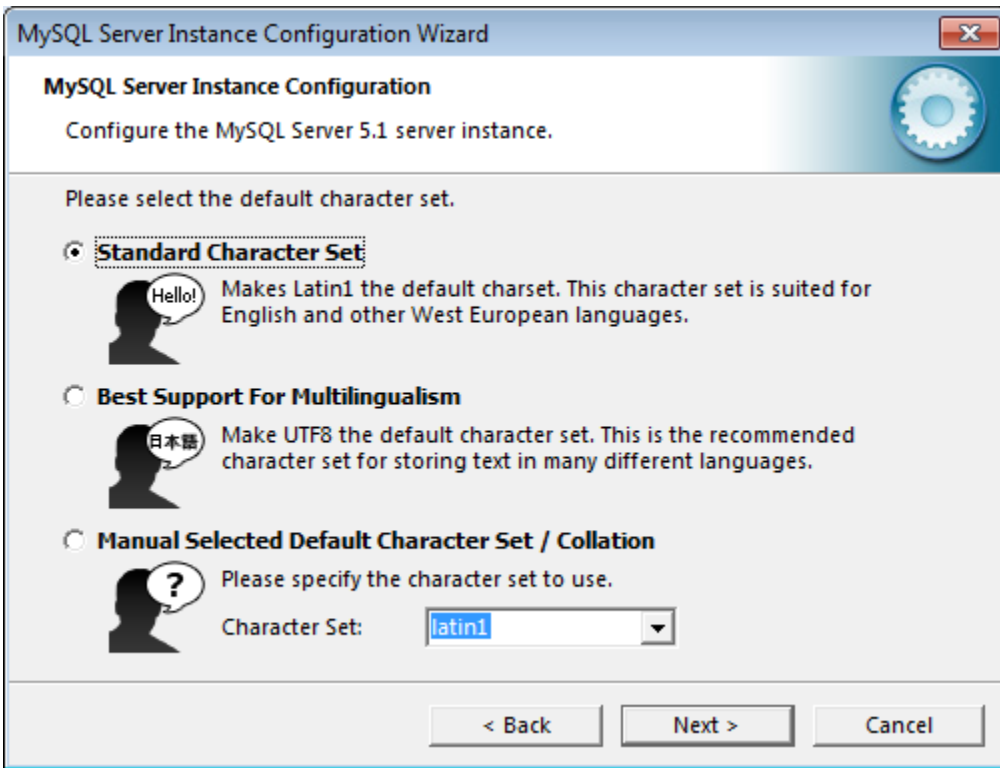 MySQL Server Instance Configuration Wizard
MySQL Server Instance Configuration
Configure the MySQL Server 5.1 server instance.
Please select the default character set.
Standard Character Set
Hello!
Makes Latin1 the default charset. This character set is suited for
English and other West European languages.
Best Support For Multilingualism
日本語
Make UTF8 the default character set. This is the recommended
character set for storing text in many different languages.
Manual Selected Default Character Set / Collation
?
Please specify the character set to use.
Character Set: latin1
< Back Next > Cancel